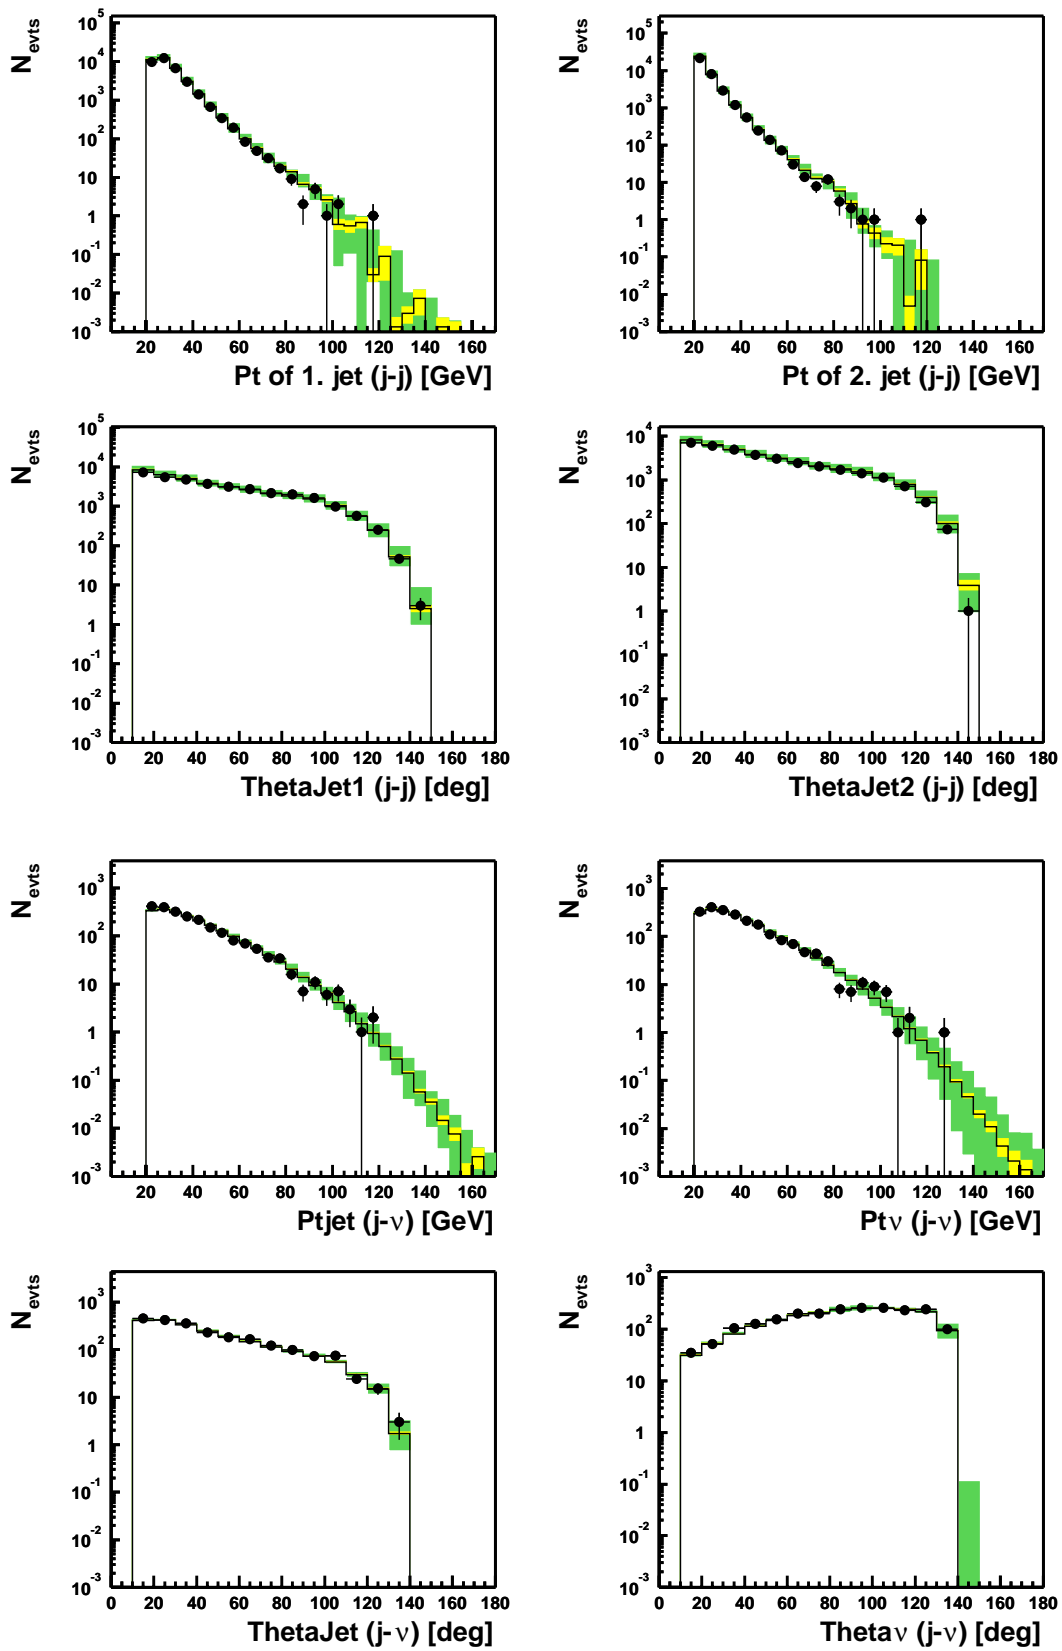 N_evts
10^5
10^4
10^3
10^2
10
1
10^-1
10^-2
10^-3
20 40 60 80 100 120 140 160
Pt of 1. jet (j-j) [GeV]
N_evts
10^5
10^4
10^3
10^2
10
1
10^-1
10^-2
10^-3
20 40 60 80 100 120 140 160
Pt of 2. jet (j-j) [GeV]
N_evts
10^5
10^4
10^3
10^2
10
1
10^-1
10^-2
10^-3
0 20 40 60 80 100 120 140 160 180
ThetaJet1 (j-j) [deg]
N_evts
10^4
10^3
10^2
10
1
10^-1
10^-2
10^-3
0 20 40 60 80 100 120 140 160 180
ThetaJet2 (j-j) [deg]
N_evts
10^3
10^2
10
1
10^-1
10^-2
10^-3
20 40 60 80 100 120 140 160
Ptjet (j-ν) [GeV]
N_evts
10^3
10^2
10
1
10^-1
10^-2
10^-3
20 40 60 80 100 120 140 160
Ptν (j-ν) [GeV]
N_evts
10^3
10^2
10
1
10^-1
10^-2
10^-3
0 20 40 60 80 100 120 140 160 180
ThetaJet (j-ν) [deg]
N_evts
10^3
10^2
10
1
10^-1
10^-2
10^-3
0 20 40 60 80 100 120 140 160 180
Thetaν (j-ν) [deg]